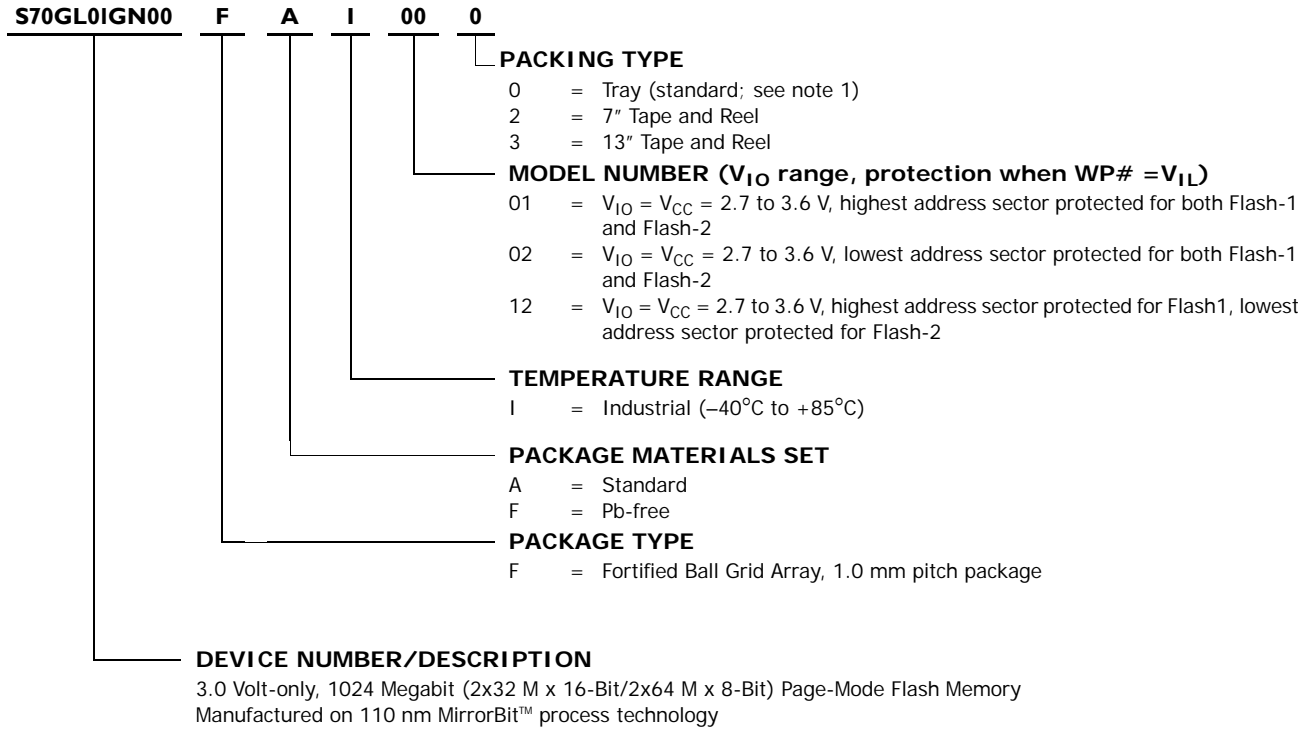 S70GL01GN00 F A I 00 0
PACKING TYPE
0 = Tray (standard; see note 1)
2 = 7″ Tape and Reel
3 = 13″ Tape and Reel
MODEL NUMBER (VIO range, protection when WP# =VIL)
01 = VIO = VCC = 2.7 to 3.6 V, highest address sector protected for both Flash-1
and Flash-2
02 = VIO = VCC = 2.7 to 3.6 V, lowest address sector protected for both Flash-1
and Flash-2
12 = VIO = VCC = 2.7 to 3.6 V, highest address sector protected for Flash1, lowest
address sector protected for Flash-2
TEMPERATURE RANGE
I = Industrial (–40°C to +85°C)
PACKAGE MATERIALS SET
A = Standard
F = Pb-free
PACKAGE TYPE
F = Fortified Ball Grid Array, 1.0 mm pitch package
DEVICE NUMBER/DESCRIPTION
3.0 Volt-only, 1024 Megabit (2x32 M x 16-Bit/2x64 M x 8-Bit) Page-Mode Flash Memory
Manufactured on 110 nm MirrorBit™ process technology